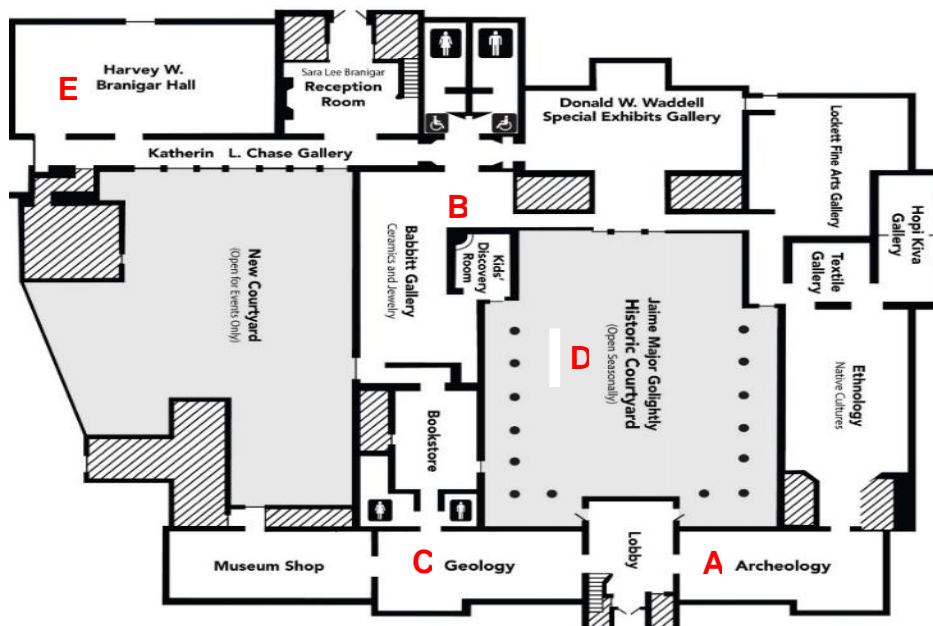 E
Harvey W.
Branigar Hall
Sara Lee Branigar
Reception
Room
Donald W. Waddell
Special Exhibits Gallery
Lockett Fine Arts Gallery
Katherin L. Chase Gallery
B
Hopi Kiva
Gallery
Babbitt Gallery
Ceramics and Jewelry
Kids'
Discovery
Room
Textile
Gallery
New Courtyard
(Open for Events Only)
D
Jaime Major Golightly
Historic Courtyard
(Open Seasonally)
Ethnology
Native Cultures
Bookstore
Museum Shop
C
Geology
Lobby
A
Archeology